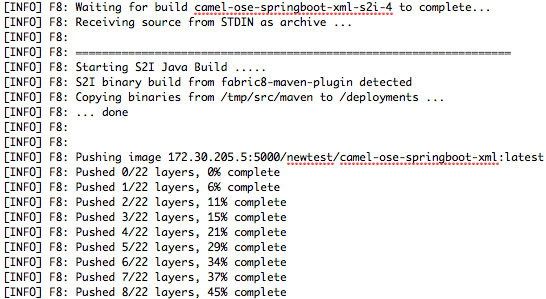 [INFO] F8: Waiting for build camel-ose-springboot-xml-s2i-4 to complete...
[INFO] F8: Receiving source from STDIN as archive ...
[INFO] F8:
[INFO] F8: ==================================================================
[INFO] F8: Starting S2I Java Build .....
[INFO] F8: S2I binary build from fabric8-maven-plugin detected
[INFO] F8: Copying binaries from /tmp/src/maven to /deployments ...
[INFO] F8: ... done
[INFO] F8:
[INFO] F8:
[INFO] F8: Pushing image 172.30.205.5:5000/newtest/camel-ose-springboot-xml:latest
[INFO] F8: Pushed 0/22 layers, 0% complete
[INFO] F8: Pushed 1/22 layers, 6% complete
[INFO] F8: Pushed 2/22 layers, 11% complete
[INFO] F8: Pushed 3/22 layers, 15% complete
[INFO] F8: Pushed 4/22 layers, 21% complete
[INFO] F8: Pushed 5/22 layers, 29% complete
[INFO] F8: Pushed 6/22 layers, 34% complete
[INFO] F8: Pushed 7/22 layers, 37% complete
[INFO] F8: Pushed 8/22 layers, 45% complete